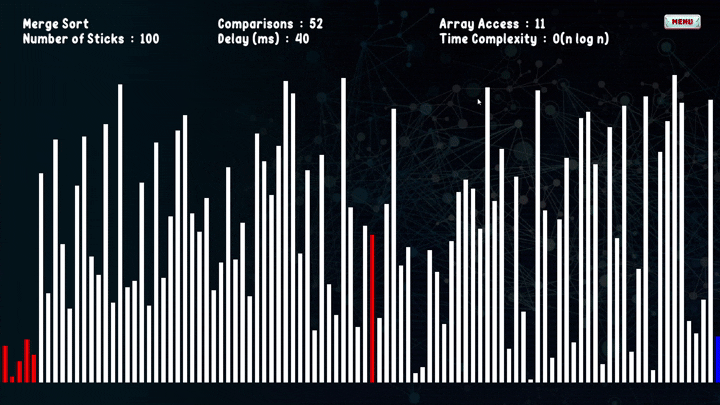 Merge Sort
Number of Sticks : 100
Comparisons : 52
Delay (ms) : 40
Array Access : 11
Time Complexity : O(n log n)
MENU